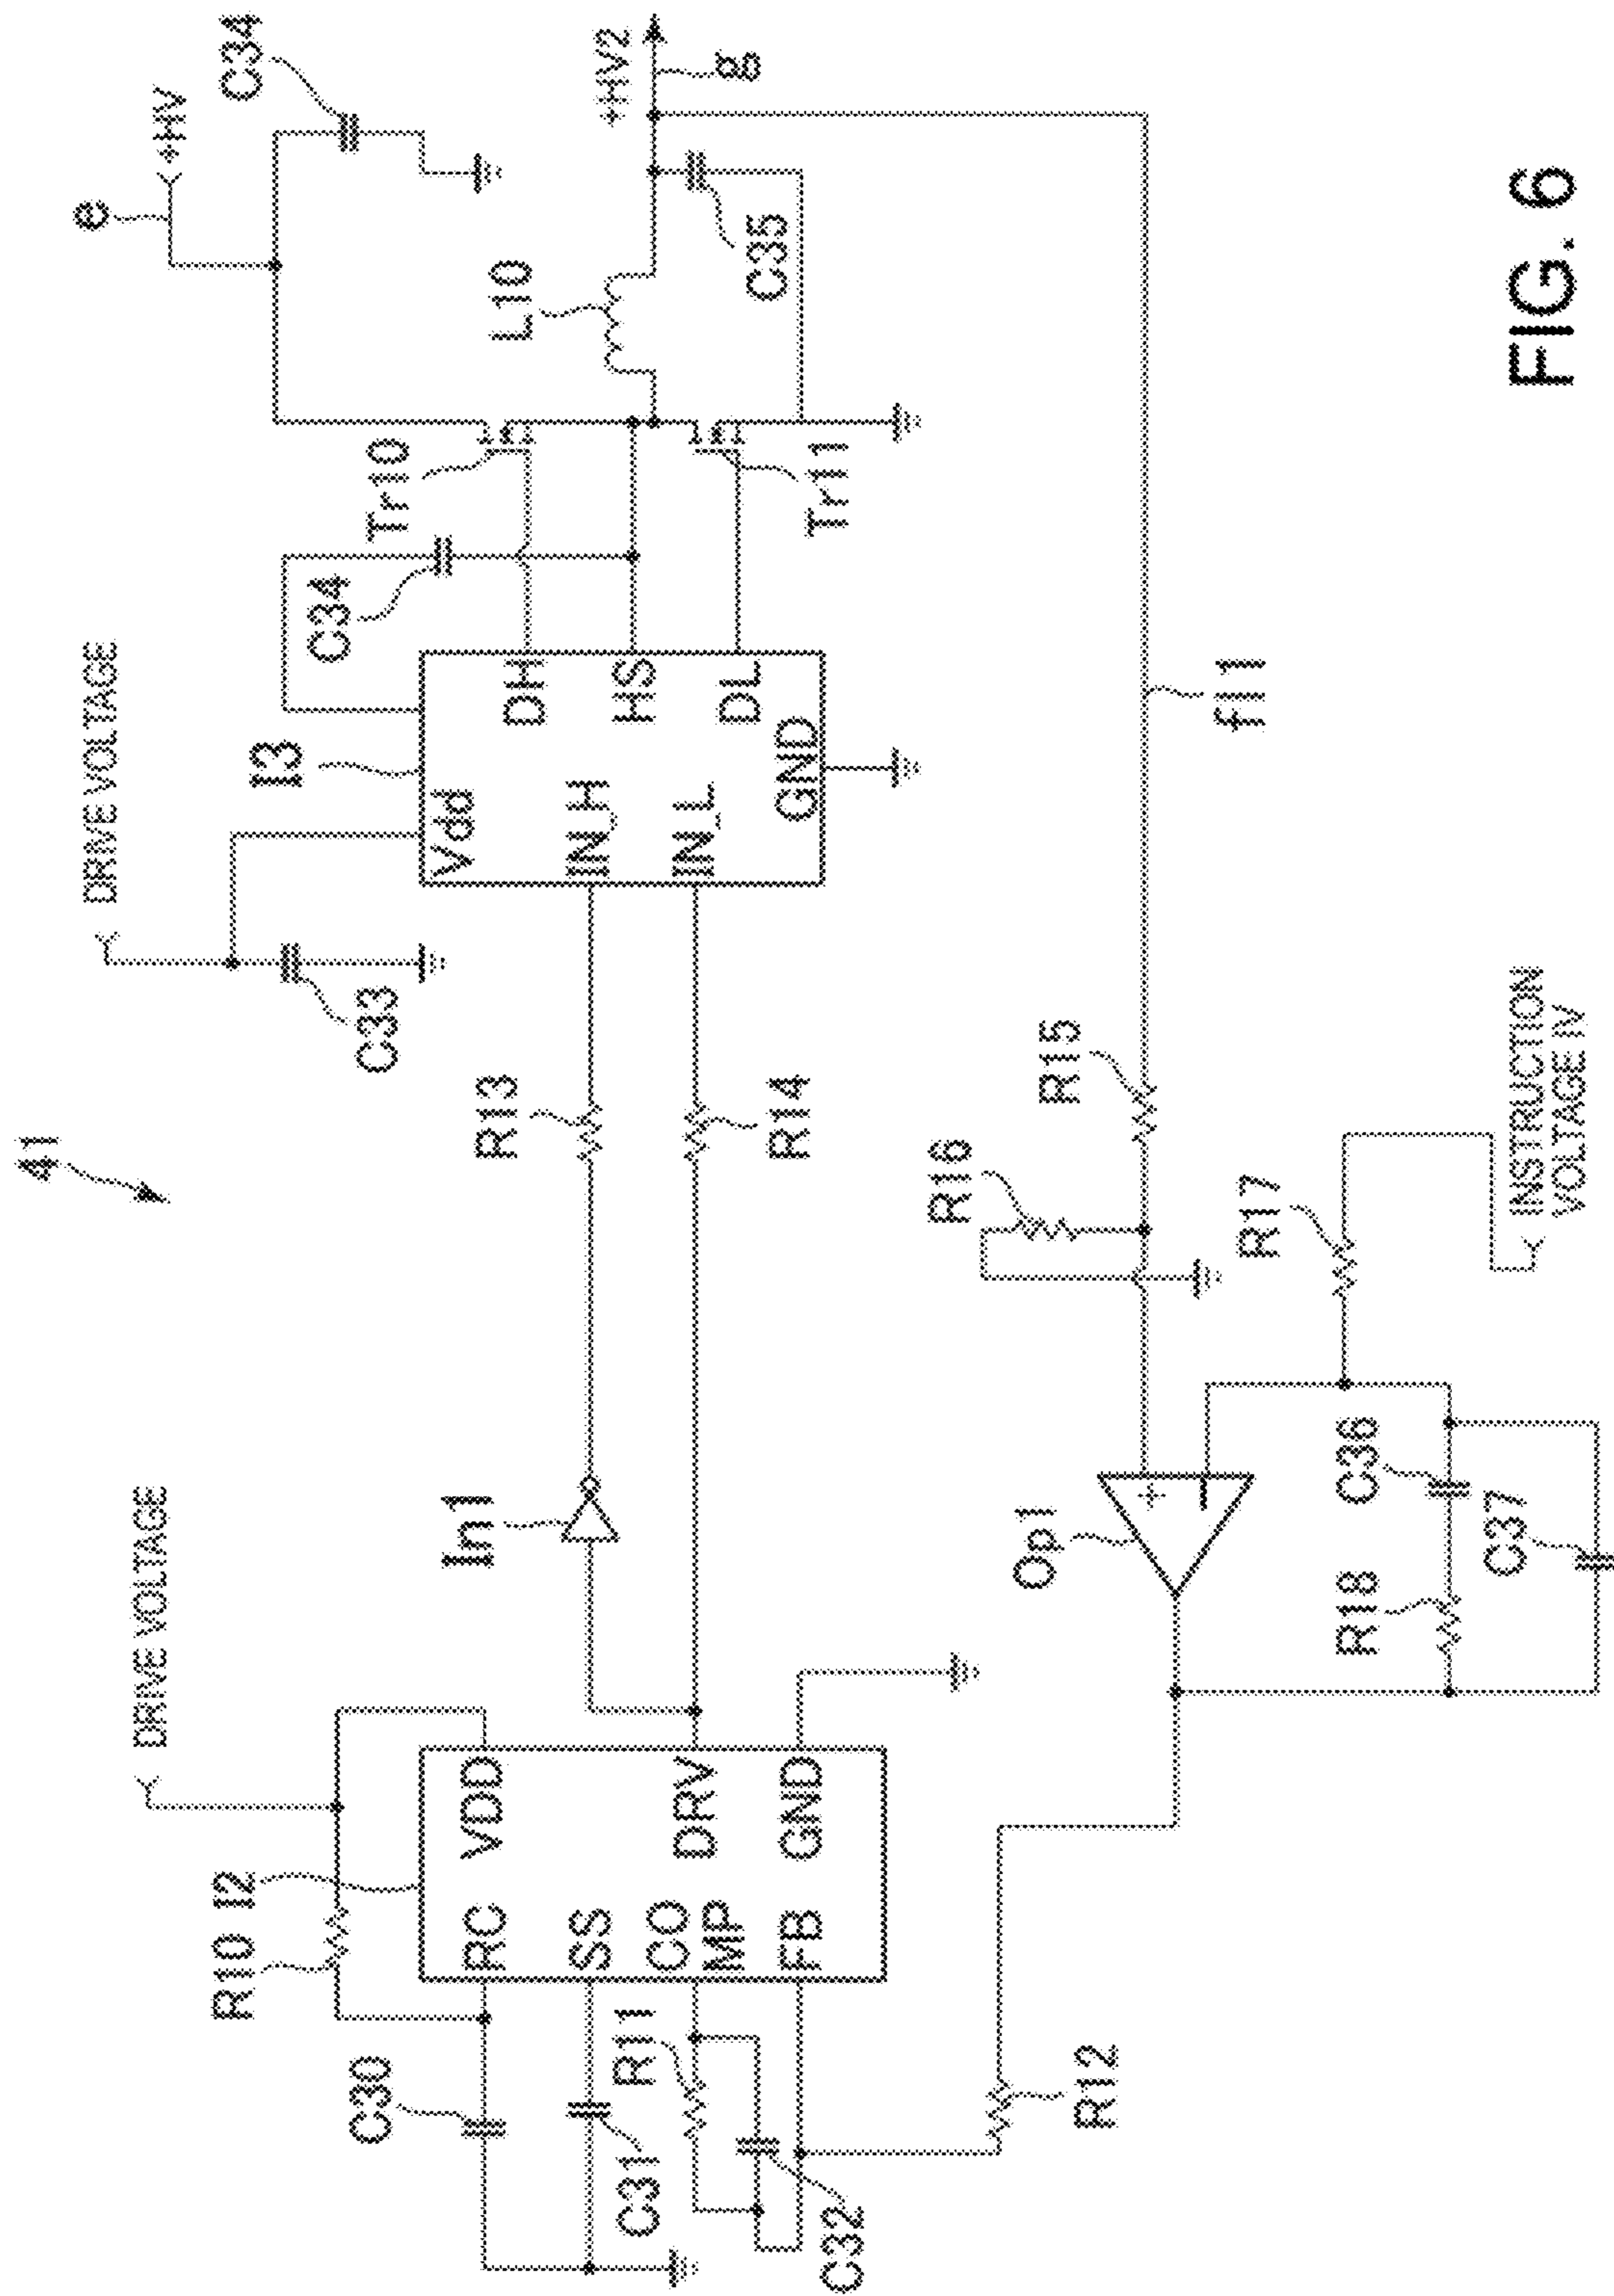 41
DRIVE VOLTAGE
DRIVE VOLTAGE
e
+HV
C34
R10
I2
C30
RC
VDD
SS
CO
MP
DRV
FB
GND
C31
R11
C32
R12
In1
R13
R14
C33
I3
Vdd
IN_H
IN_L
GND
DH
HS
DL
C34
Tr10
Tr11
L10
C35
+HV2
g
Op1
+
-
R16
R15
fl1
R17
R18
C36
C37
INSTRUCTION
VOLTAGE IV
FIG. 6